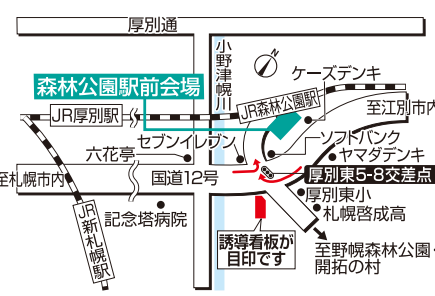 厚別通
小野津幌川
ケーズデンキ
森林公園駅前会場
JR森林公園駅
至江別市内
JR厚別駅
セブンイレブン
ソフトバンク
六花亭
ヤマダデンキ
至札幌市内
国道12号
厚別東5-8交差点
厚別東小
JR新札幌駅
記念塔病院
札幌啓成高
誘導看板が
目印です
至野幌森林公園・
開拓の村